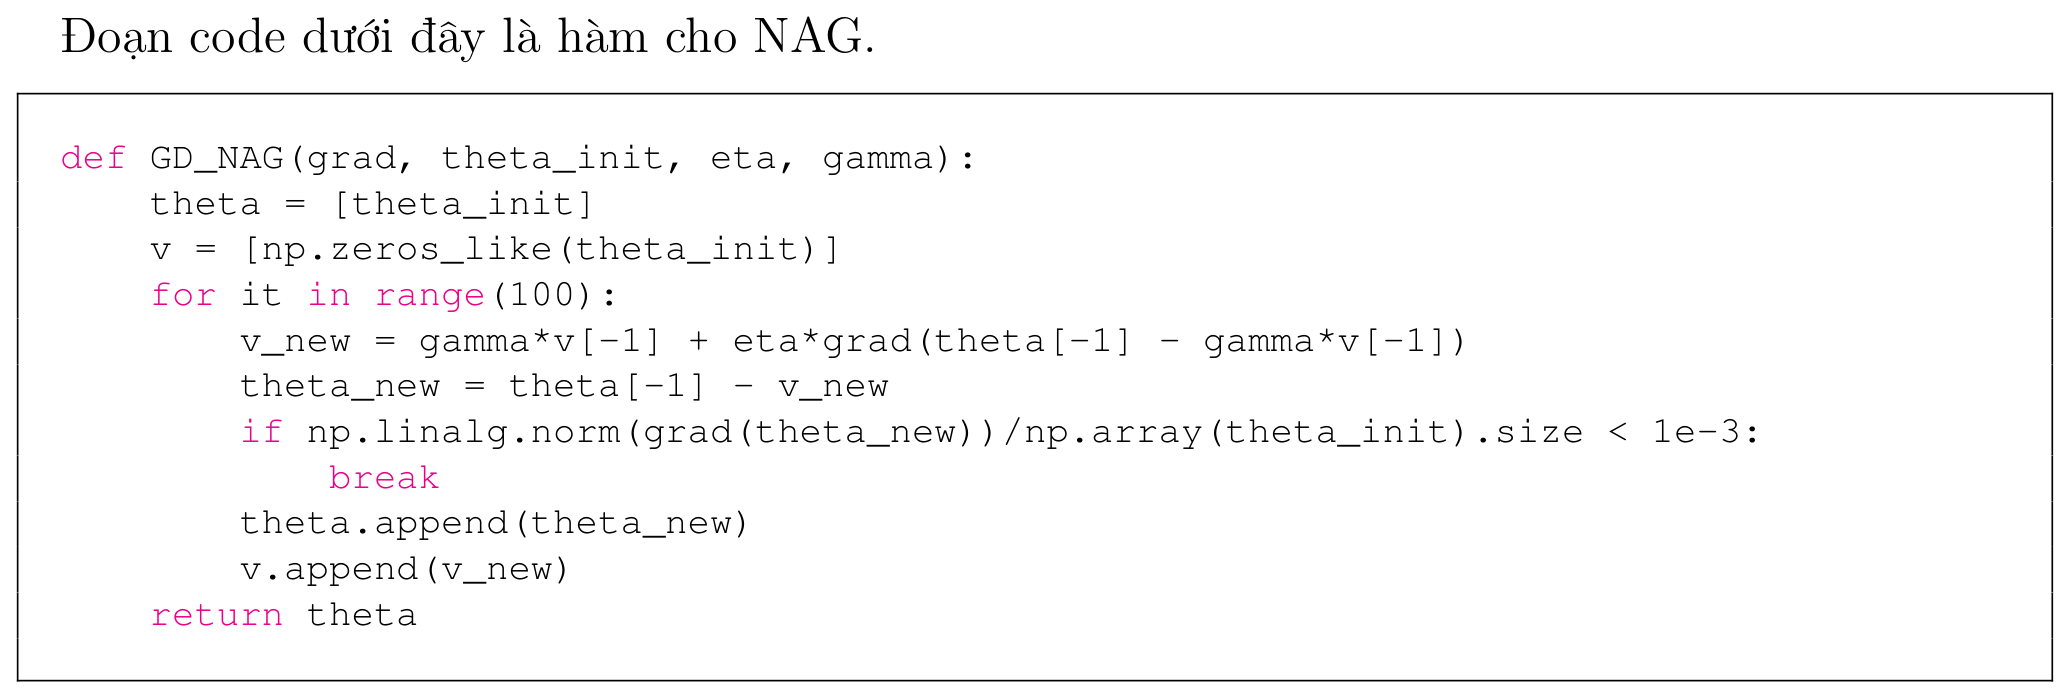 Đoạn code dưới đây là hàm cho NAG.
def GD_NAG(grad, theta_init, eta, gamma):
    theta = [theta_init]
    v = [np.zeros_like(theta_init)]
    for it in range(100):
        v_new = gamma*v[-1] + eta*grad(theta[-1] - gamma*v[-1])
        theta_new = theta[-1] - v_new
        if np.linalg.norm(grad(theta_new))/np.array(theta_init).size < 1e-3:
            break
        theta.append(theta_new)
        v.append(v_new)
    return theta